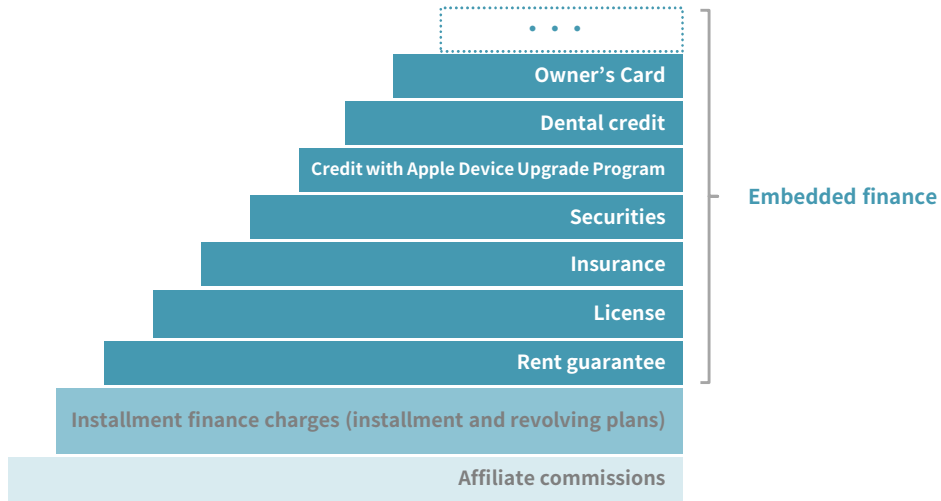 • • •
Owner’s Card
Dental credit
Credit with Apple Device Upgrade Program
Securities
Embedded finance
Insurance
License
Rent guarantee
Installment finance charges (installment and revolving plans)
Affiliate commissions